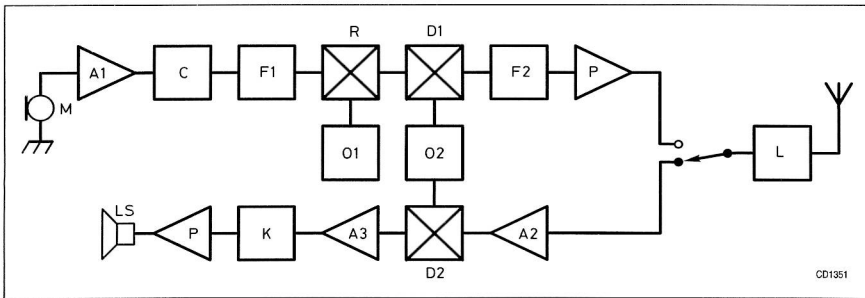 R D1
A1 C F1 F2 P
M
O1 O2 L
LS
P K A3 A2
D2
CD1351